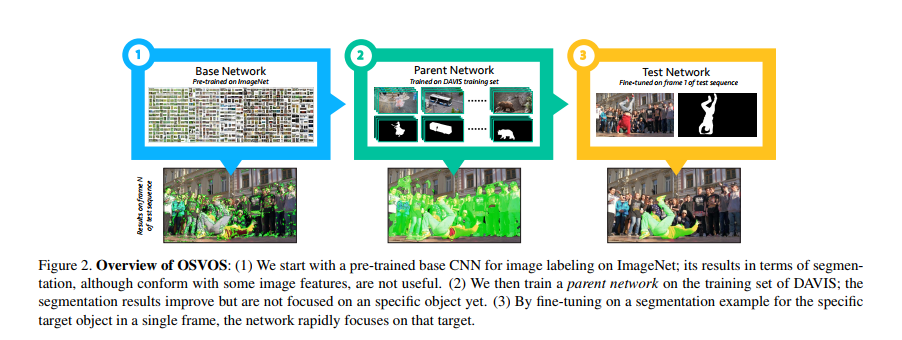 1
Base Network
Pre-trained on ImageNet
2
Parent Network
Trained on DAVIS training set
3
Test Network
Fine-tuned on frame 1 of test sequence
Results on frame N
of test sequence
Figure 2. Overview of OSVOS: (1) We start with a pre-trained base CNN for image labeling on ImageNet; its results in terms of segmen-
tation, although conform with some image features, are not useful. (2) We then train a parent network on the training set of DAVIS; the
segmentation results improve but are not focused on an specific object yet. (3) By fine-tuning on a segmentation example for the specific
target object in a single frame, the network rapidly focuses on that target.